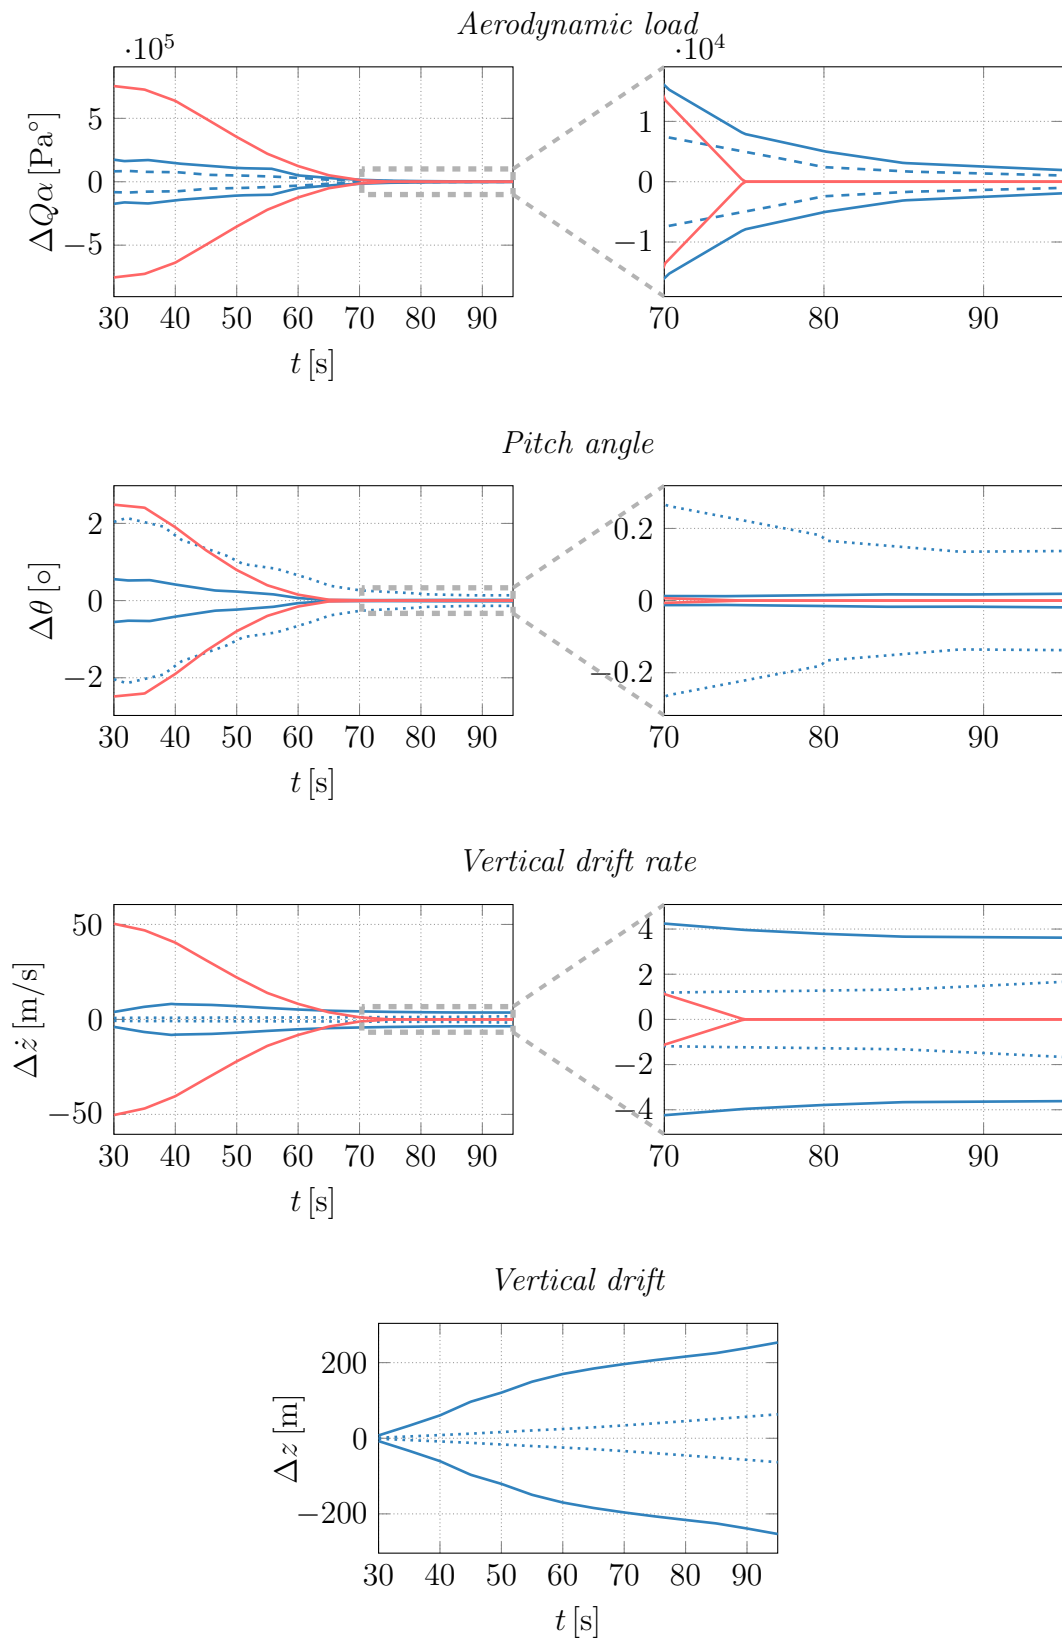 Aerodynamic load
·10⁵ ·10⁴
ΔQα [Pa°]
5
0
−5
30 40 50 60 70 80 90
t [s]
1
0
−1
70 80 90
Pitch angle
Δθ [∘]
2
0
−2
30 40 50 60 70 80 90
t [s]
0.2
0
−0.2
70 80 90
Vertical drift rate
Δż [m/s]
50
0
−50
30 40 50 60 70 80 90
t [s]
4
2
0
−2
−4
70 80 90
Vertical drift
Δz [m]
200
0
−200
30 40 50 60 70 80 90
t [s]